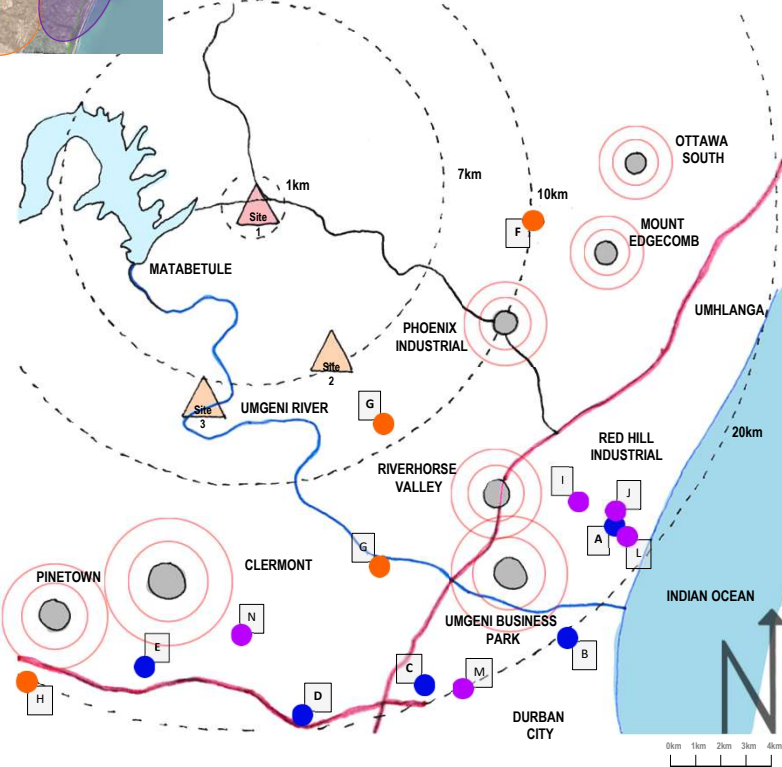 OTTAWA
SOUTH
7km
1km
10km
Site
1
F
MOUNT
EDGECOMB
MATABETULE
UMHLANGA
PHOENIX
INDUSTRIAL
Site
2
Site
3
UMGENI RIVER
G
20km
RED HILL
INDUSTRIAL
RIVERHORSE
VALLEY
I
J
A
L
G
CLERMONT
PINETOWN
INDIAN OCEAN
N
UMGENI BUSINESS
PARK
E
B
C
M
H
D
DURBAN
CITY
N
0km 1km 2km 3km 4km